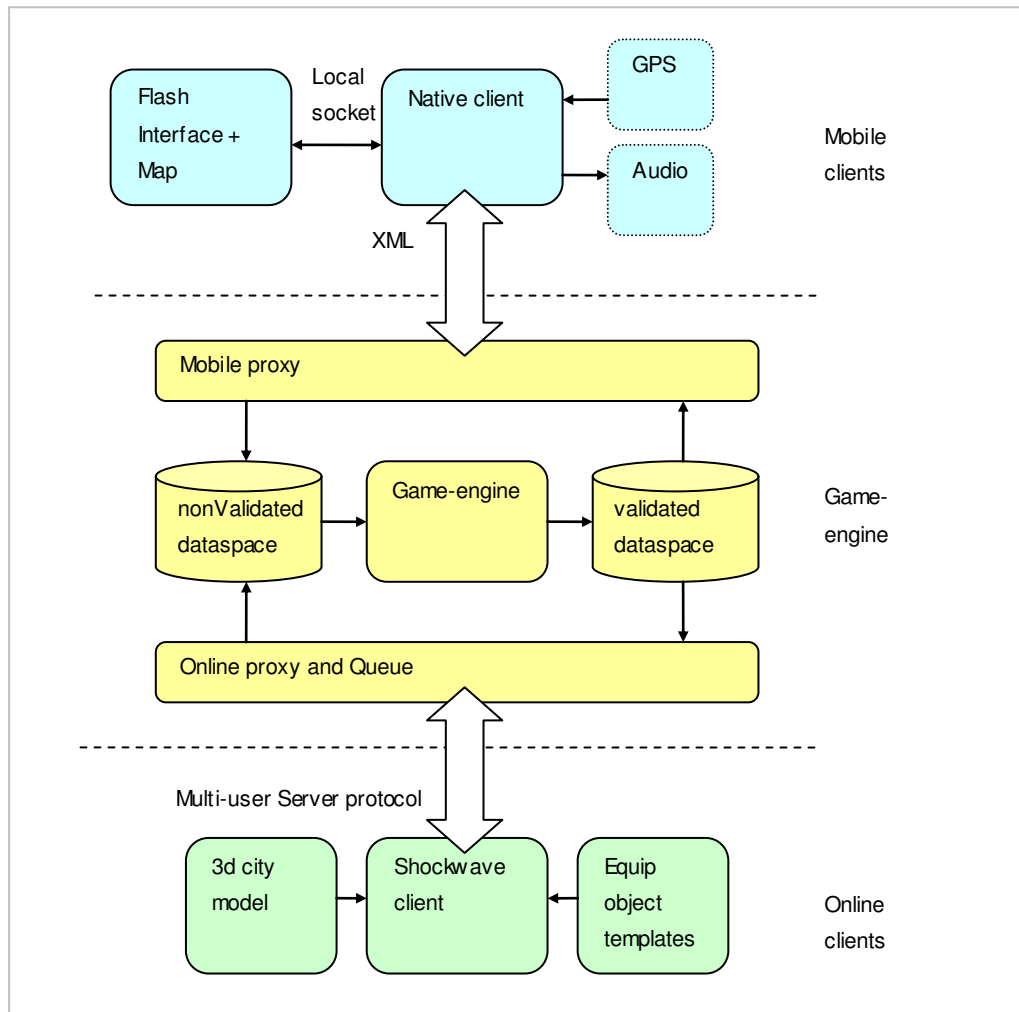 Flash
Interface +
Map
Local
socket
Native client
GPS
Audio
Mobile
clients
XML
Mobile proxy
nonValidated
dataspace
Game-engine
validated
dataspace
Game-
engine
Online proxy and Queue
Multi-user Server protocol
3d city
model
Shockwave
client
Equip
object
templates
Online
clients